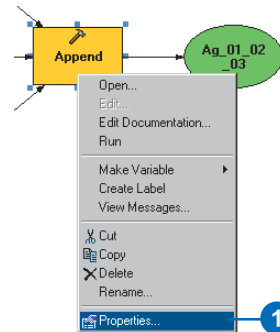 Append
Ag_01_02
_03
Open...
Edit...
Edit Documentation...
Run
Make Variable
Create Label
View Messages...
Cut
Copy
Delete
Rename...
Properties...
1